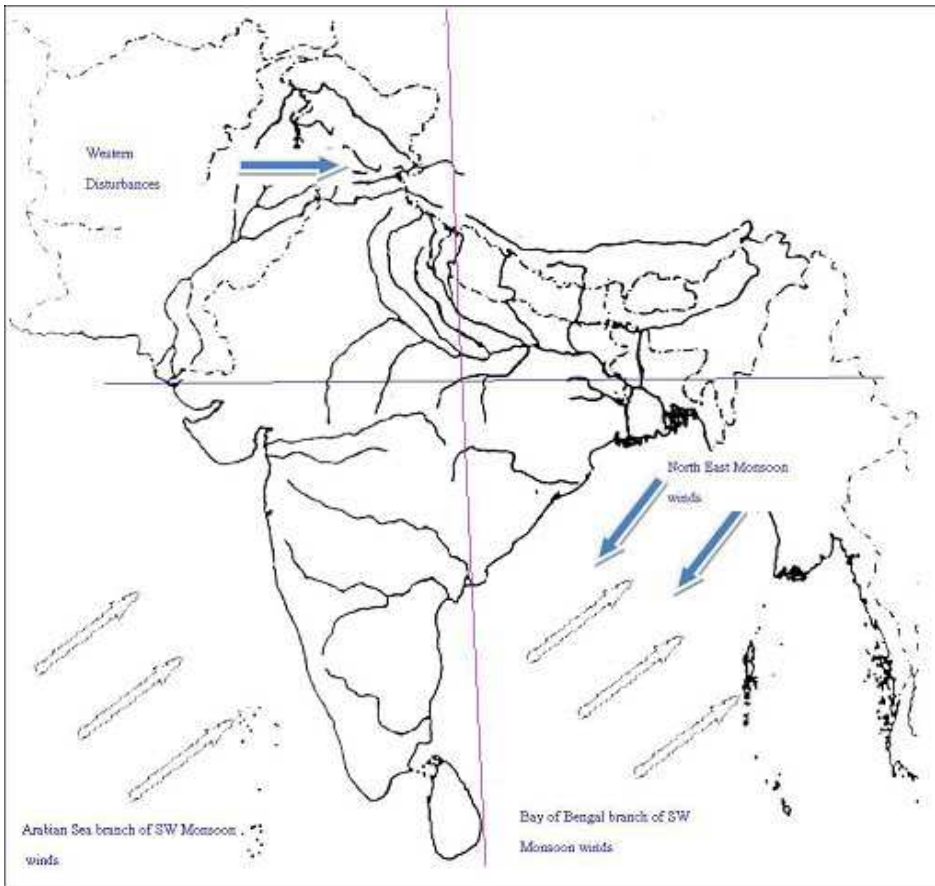 Western
Disturbances
North East Monsoon
winds
Arabian Sea branch of SW Monsoon
winds
Bay of Bengal branch of SW
Monsoon winds